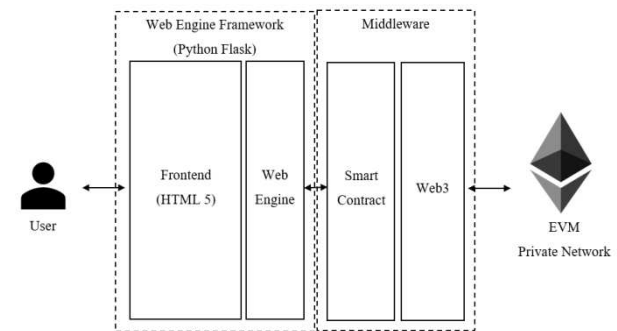 Web Engine Framework
(Python Flask)
Middleware
Frontend
(HTML 5)
Web
Engine
Smart
Contract
Web3
User
EVM
Private Network